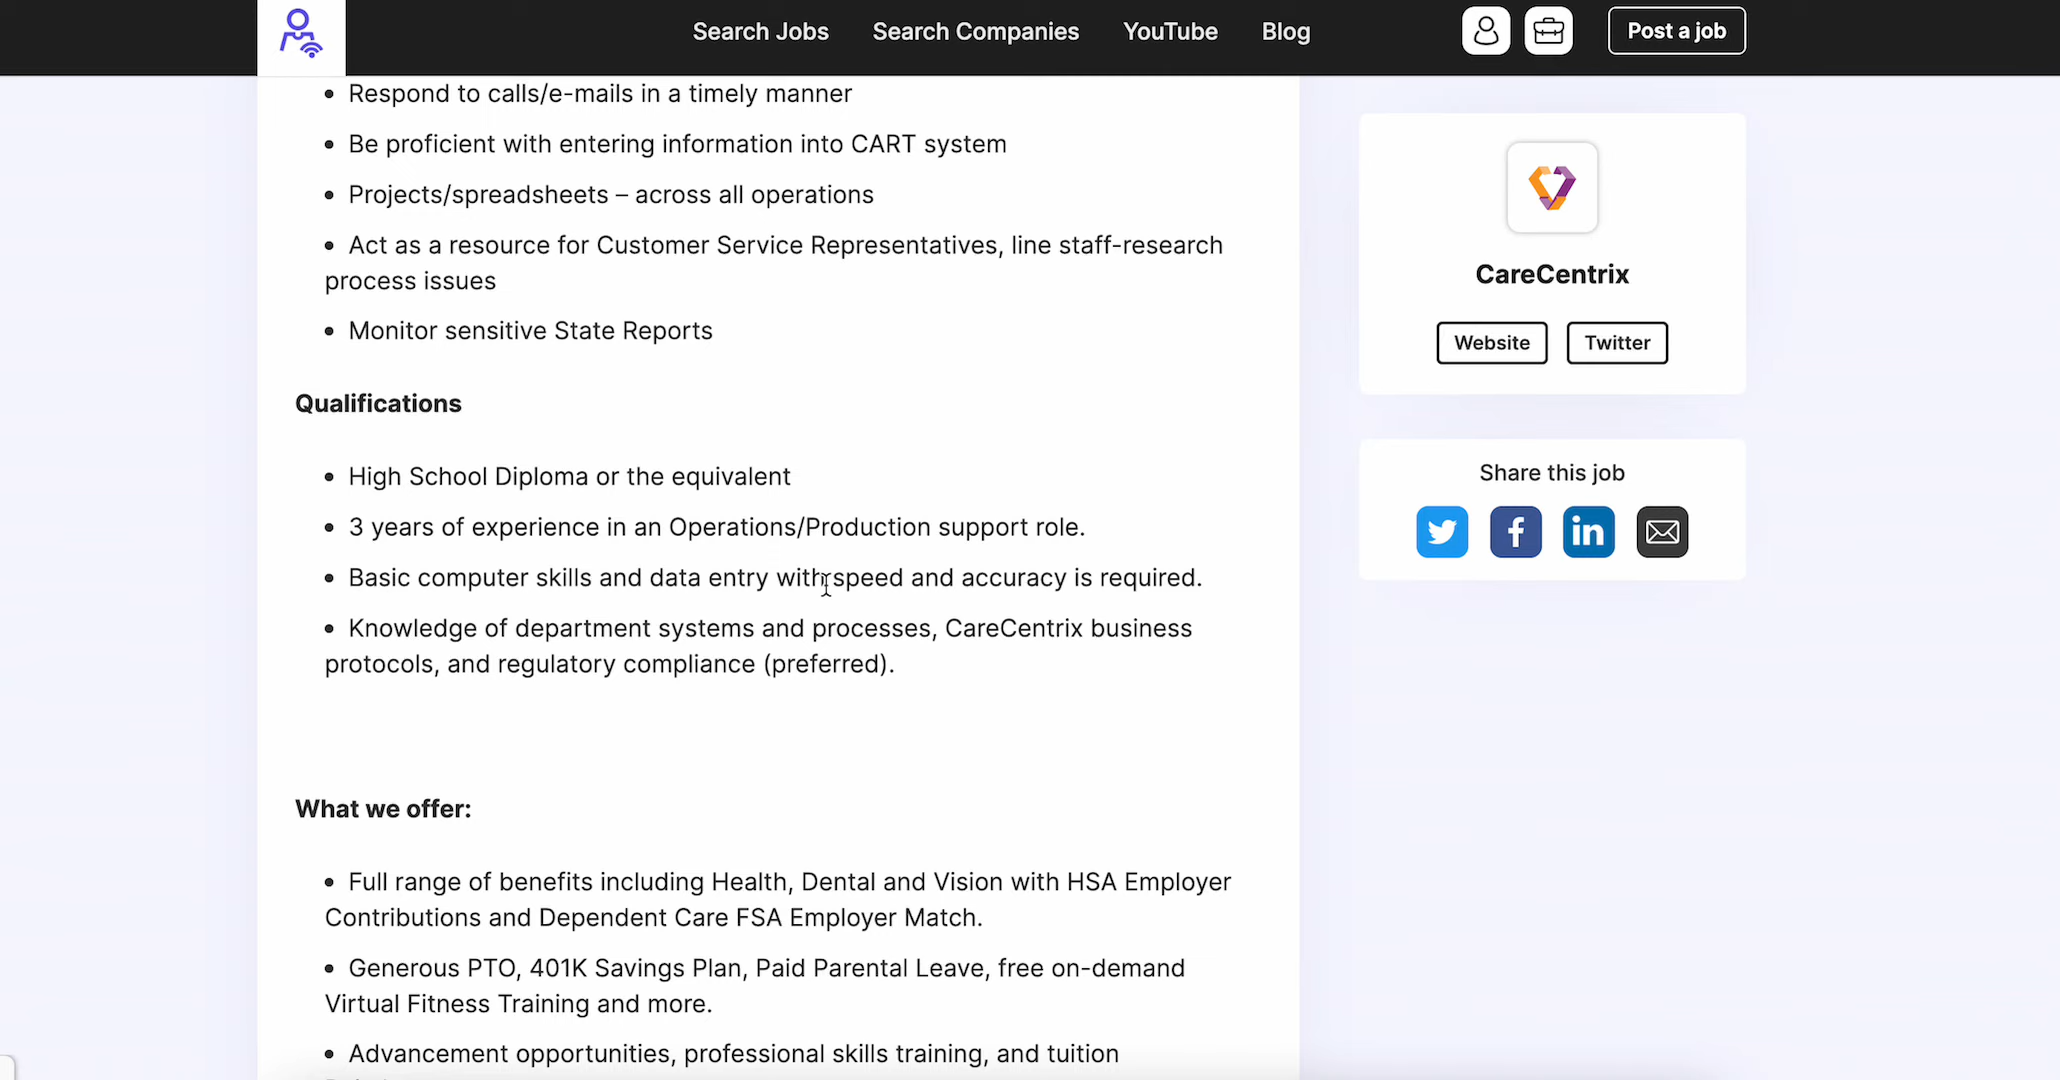 Search Jobs
Search Companies
YouTube
Blog
Post a job
• Respond to calls/e-mails in a timely manner
• Be proficient with entering information into CART system
• Projects/spreadsheets – across all operations
• Act as a resource for Customer Service Representatives, line staff-research
process issues
• Monitor sensitive State Reports
Qualifications
• High School Diploma or the equivalent
• 3 years of experience in an Operations/Production support role.
• Basic computer skills and data entry with speed and accuracy is required.
• Knowledge of department systems and processes, CareCentrix business
protocols, and regulatory compliance (preferred).
What we offer:
• Full range of benefits including Health, Dental and Vision with HSA Employer
Contributions and Dependent Care FSA Employer Match.
• Generous PTO, 401K Savings Plan, Paid Parental Leave, free on-demand
Virtual Fitness Training and more.
• Advancement opportunities, professional skills training, and tuition
CareCentrix
Website
Twitter
Share this job